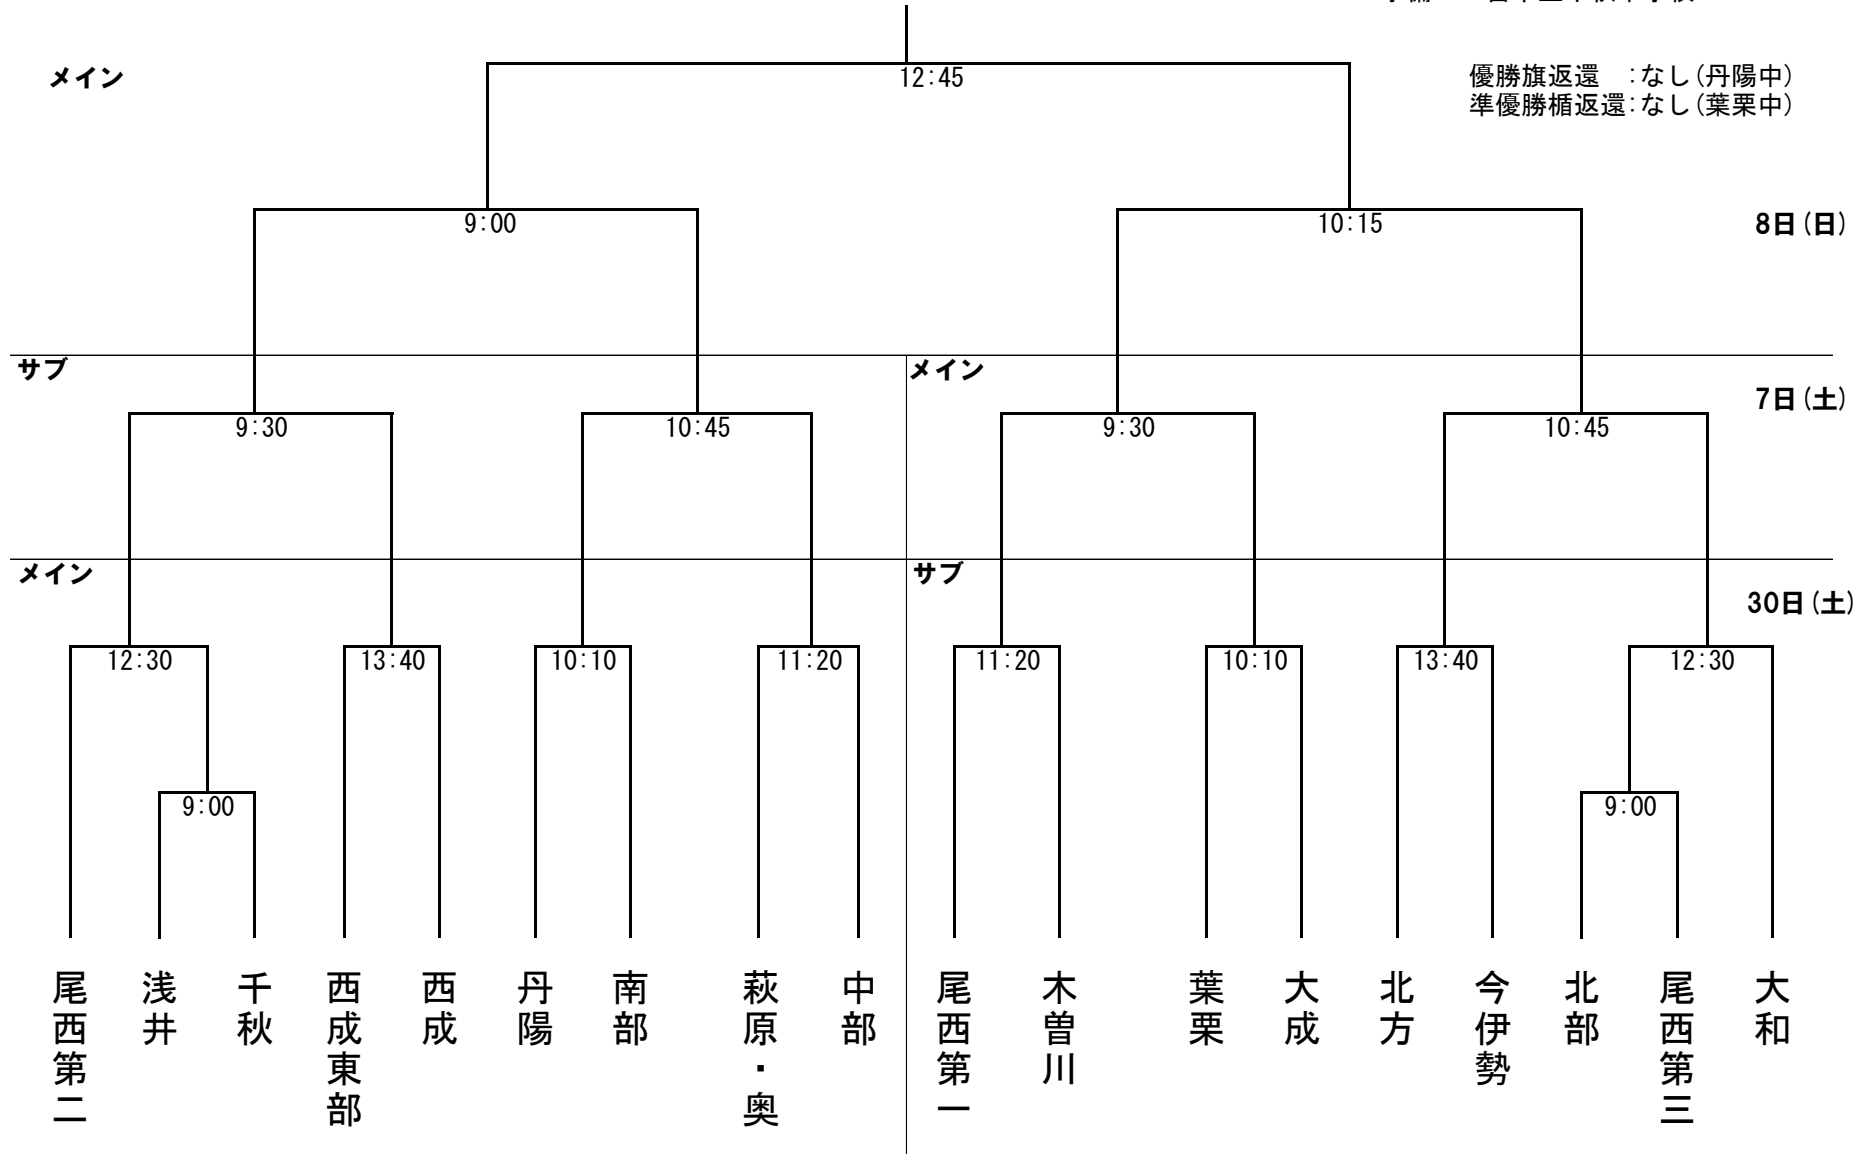 メイン
12:45
優勝旗返還　:なし(丹陽中)
準優勝楯返還:なし(葉栗中)
9:00
10:15
8日(日)
サブ
メイン
7日(土)
9:30
10:45
9:30
10:45
メイン
サブ
30日(土)
12:30
13:40
10:10
11:20
11:20
10:10
13:40
12:30
9:00
9:00
尾西第二
浅井
千秋
西成東部
西成
丹陽
南部
萩原・奥
中部
尾西第一
木曽川
葉栗
大成
北方
今伊勢
北部
尾西第三
大和